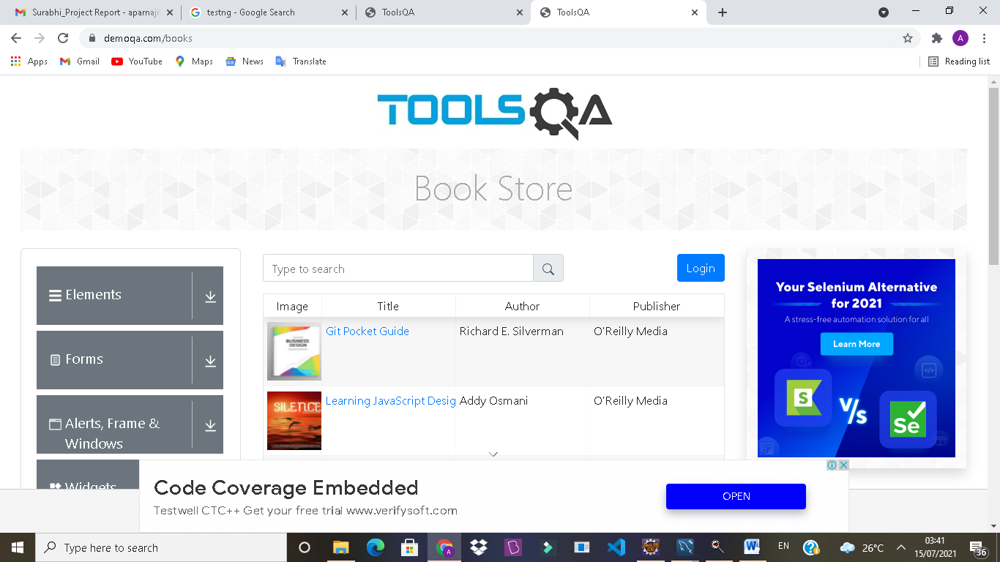 Surabhi_Project Report - aparnajit
testng - Google Search
ToolsQA
ToolsQA
demoqa.com/books
A
Apps
Gmail
YouTube
Maps
News
Translate
Reading list
TOOLSQA
Book Store
Elements
Forms
Alerts, Frame &
Windows
Widgets
Type to search
Login
Image Title Author Publisher
BUSINESS
DESIGN
Git Pocket Guide Richard E. Silverman O'Reilly Media
SILENCE
Learning JavaScript Desig Addy Osmani O'Reilly Media
Your Selenium Alternative
for 2021
A stress-free automation solution for all
Learn More
S
V/s
Se
Code Coverage Embedded
Testwell CTC++ Get your free trial www.verifysoft.com
OPEN
Type here to search
EN
26°C
03:41
15/07/2021
36